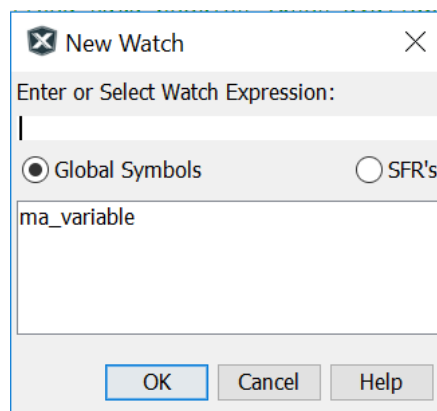 New Watch
Enter or Select Watch Expression:
Global Symbols SFR's
ma_variable
OK Cancel Help